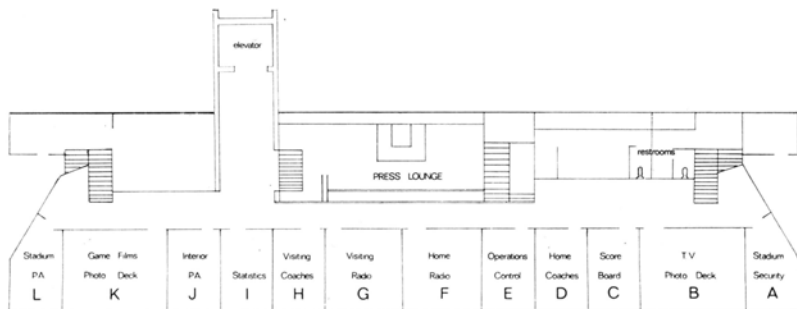 elevator
restrooms
PRESS LOUNGE
Stadium
PA
L
Game Films
Photo Deck
K
Interior
PA
J
Statistics
I
Visiting
Coaches
H
Visiting
Radio
G
Home
Radio
F
Operations
Control
E
Home
Coaches
D
Score
Board
C
T.V
Photo Deck
B
Stadium
Security
A